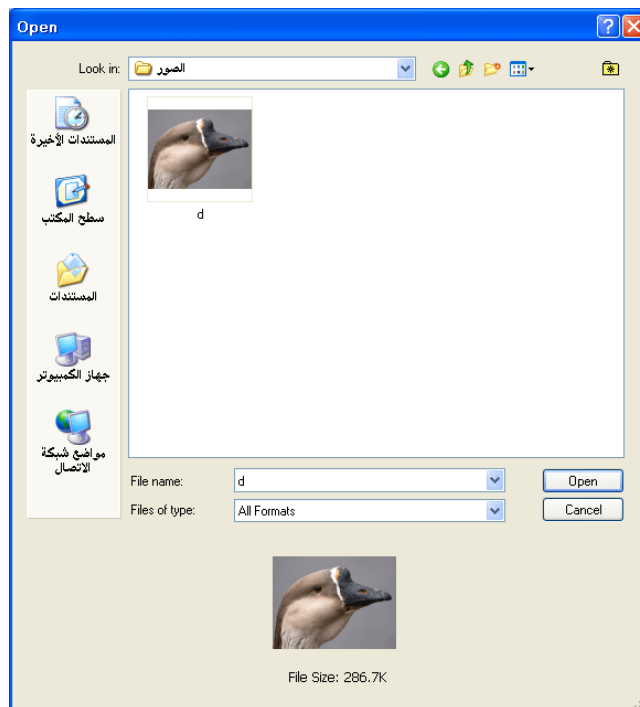 Open
Look in:
الصور
المستندات الأخيرة
سطح المكتب
المستندات
جهاز الكمبيوتر
مواضع شبكة
الاتصال
d
File name:
d
Open
Files of type:
All Formats
Cancel
File Size: 286.7K